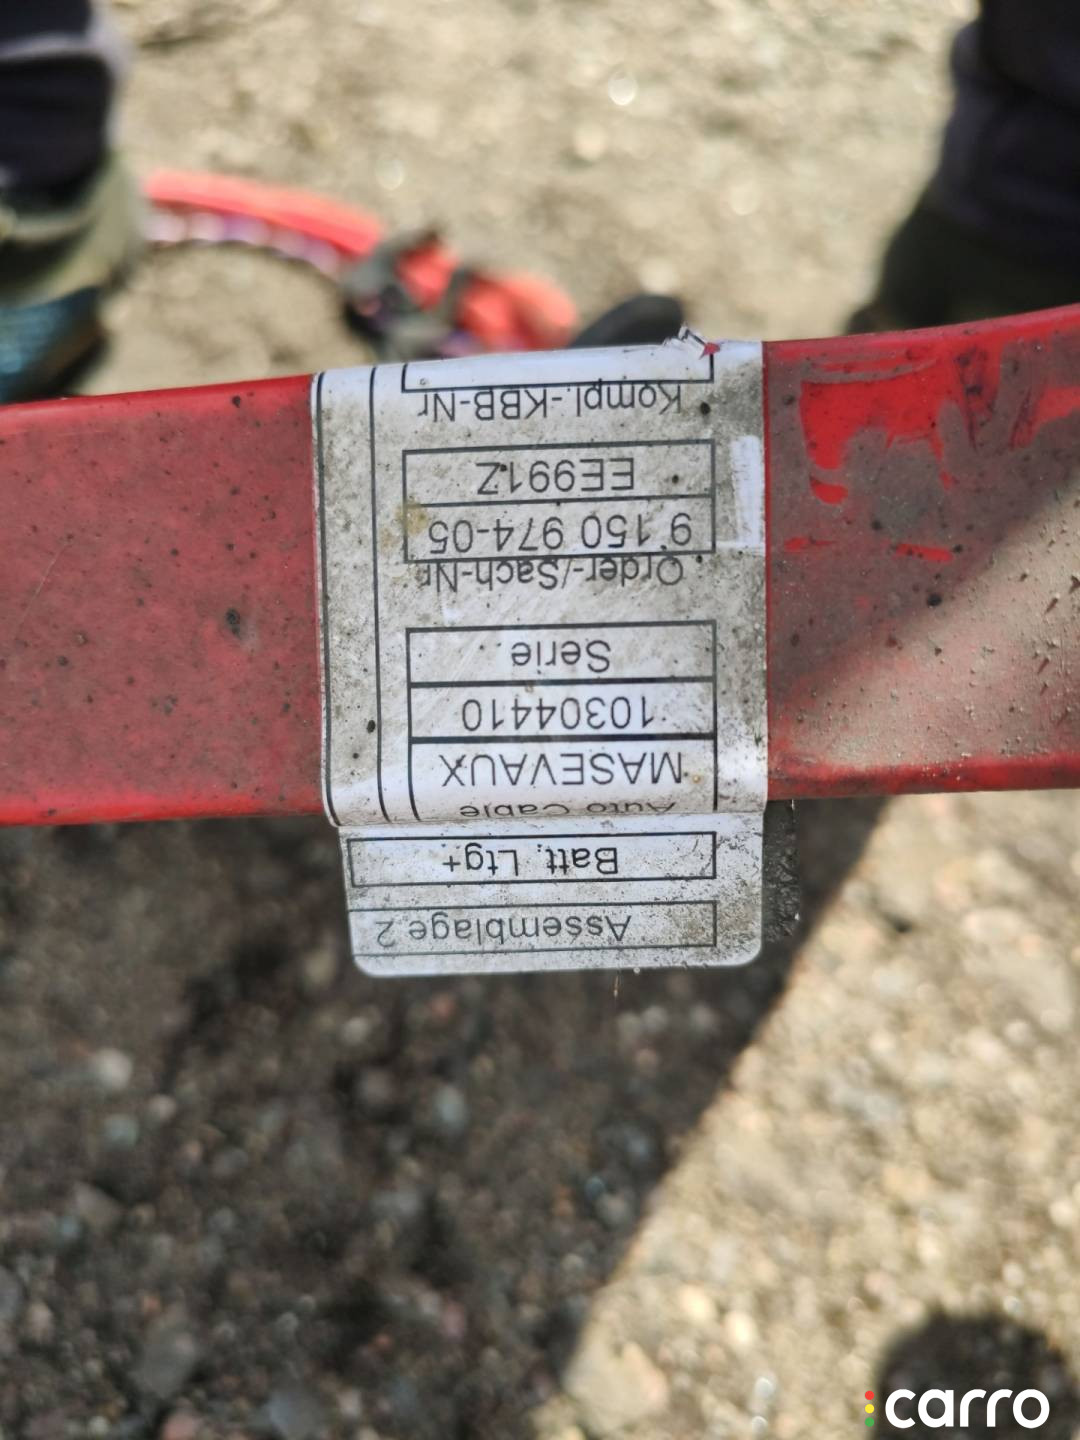 Assemblage 2
Batt. Ltg+
Auto Cable
MASEVAUX
10304410
Serie
Order-/Sach-Nr
9 150 974-05
EE991Z
Kompl.-KBB-Nr
carro